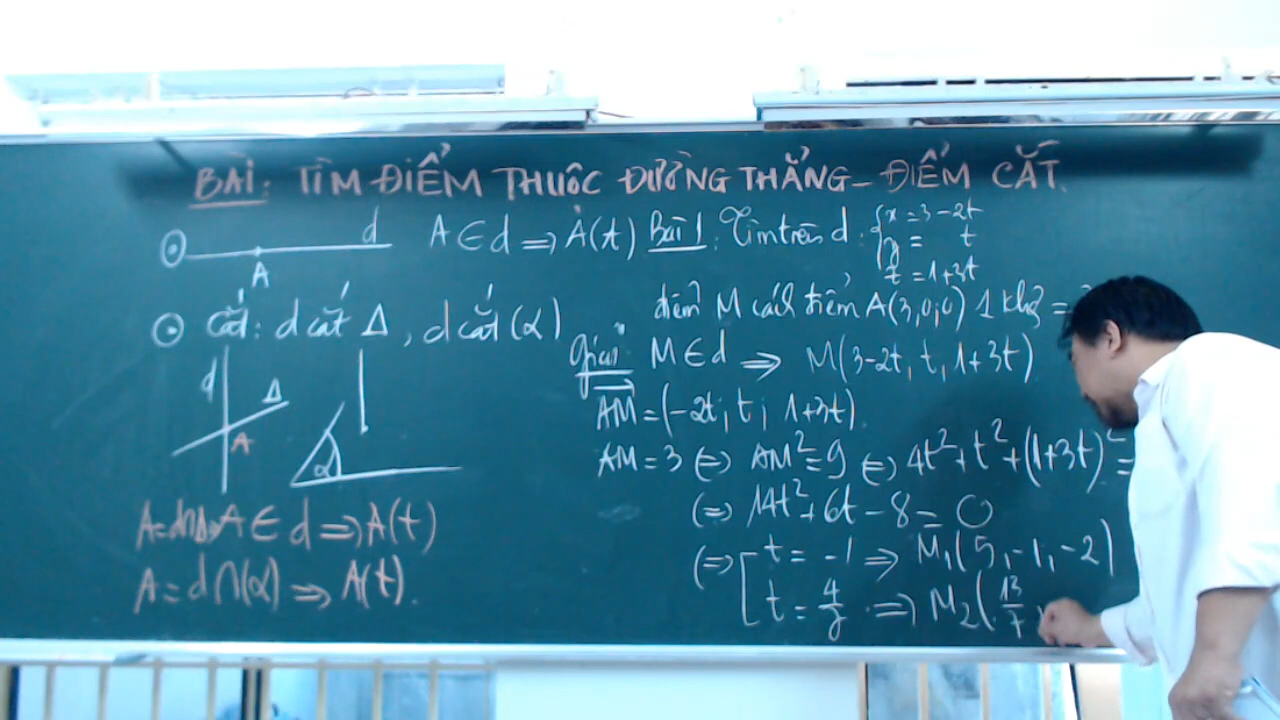 BÀI: TÌM ĐIỂM THUỘC ĐƯỜNG THẲNG - ĐIỂM CẮT.
d
A
A ∈ d ⇒ A(t)
Cắt: d cắt Δ, d cắt (α)
d
Δ
A
α
A = d∩Δ ⇒ A ∈ d ⇒ A(t)
A = d ∩ (α) ⇒ A(t).
Bài 1: Tìm trên d: { x = 3 - 2t
y = t
z = 1 + 3t
điểm M cách điểm A(3,0,0) 1 khg =
Giải: M ∈ d ⇒ M(3-2t, t, 1+3t)
AM = (-2t; t; 1+3t).
AM = 3 ⇔ AM² = 9 ⇔ 4t² + t² + (1+3t)² =
⇔ 14t² + 6t - 8 = 0
⇔ [ t = -1 ⇒ M₁(5, -1, -2)
t = 4/7 ⇒ M₂(13/7,